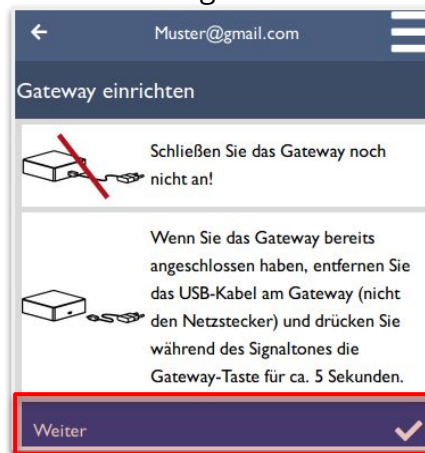 Muster@gmail.com
Gateway einrichten
Schließen Sie das Gateway noch
nicht an!
Wenn Sie das Gateway bereits
angeschlossen haben, entfernen Sie
das USB-Kabel am Gateway (nicht
den Netzstecker) und drücken Sie
während des Signaltones die
Gateway-Taste für ca. 5 Sekunden.
Weiter